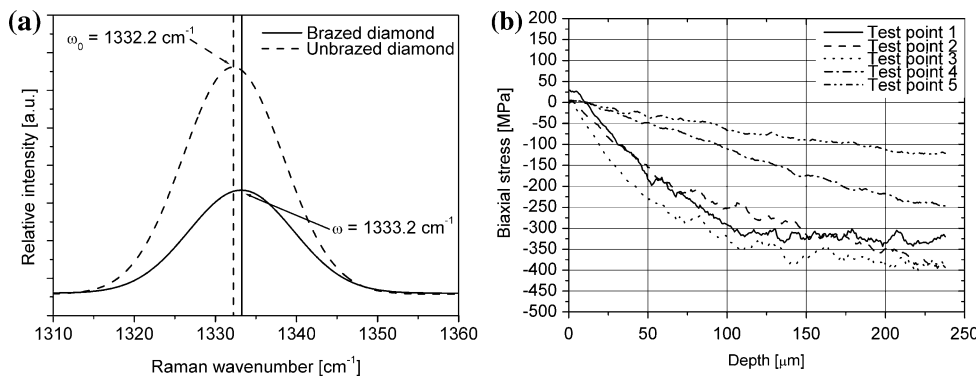 (a)
ω₀ = 1332.2 cm⁻¹
Brazed diamond
Unbrazed diamond
ω = 1333.2 cm⁻¹
Relative intensity [a.u.]
1310 1320 1330 1340 1350 1360
Raman wavenumber [cm⁻¹]
(b)
200
150
100
50
0
-50
-100
-150
-200
-250
-300
-350
-400
-450
-500
Biaxial stress [MPa]
Test point 1
Test point 2
Test point 3
Test point 4
Test point 5
0 50 100 150 200 250
Depth [μm]